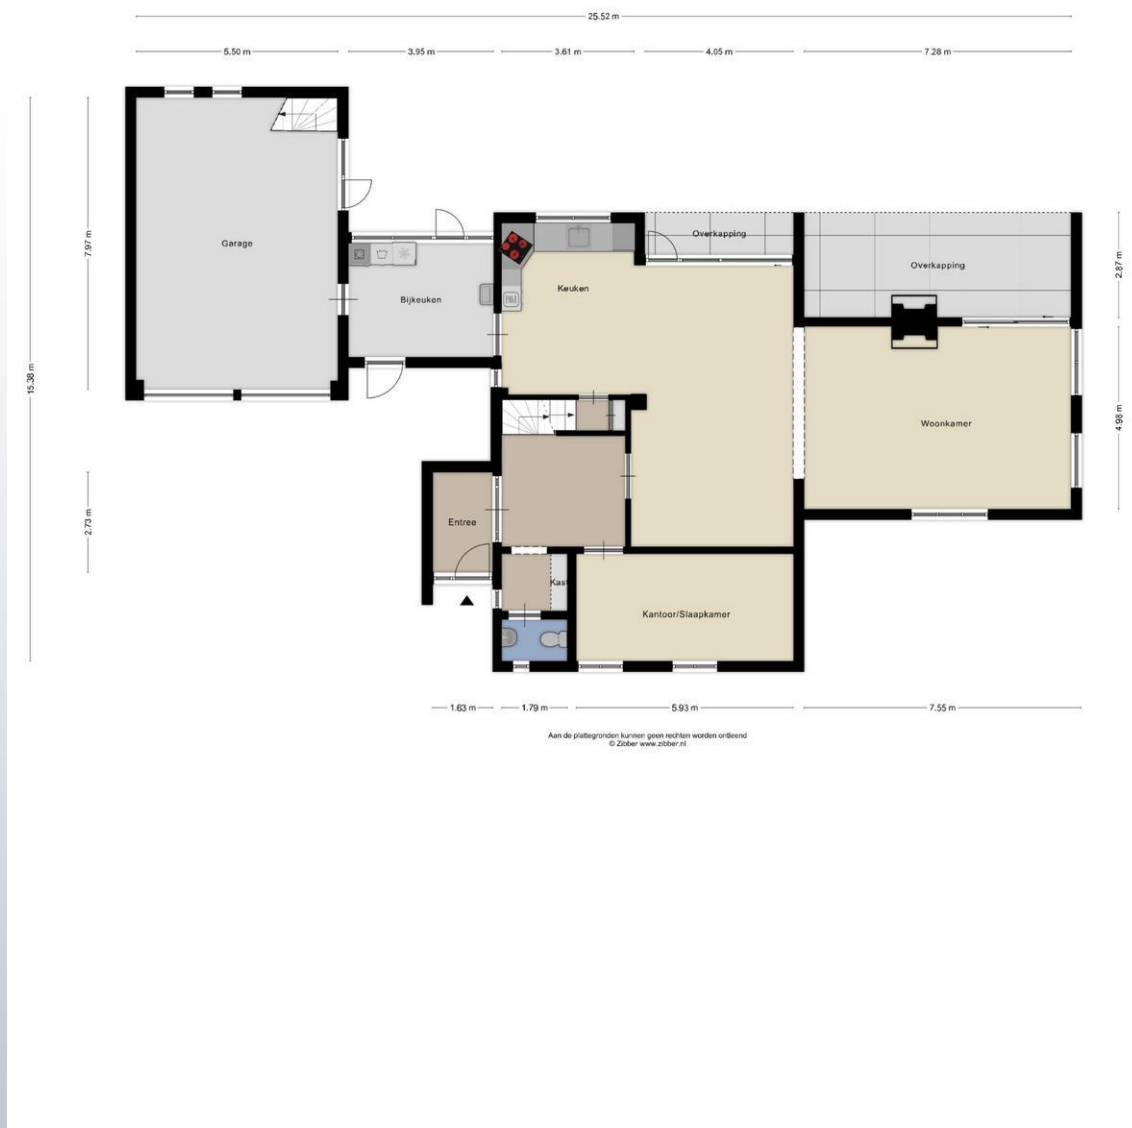 25.52 m
5.50 m
3.95 m
3.61 m
4.05 m
7.28 m
Garage
Overkapping
Overkapping
Keuken
Bijkeuken
7.97 m
2.87 m
15.38 m
4.98 m
Woonkamer
2.73 m
Entree
Kast
Kantoor/Slaapkamer
1.63 m
1.79 m
5.93 m
7.55 m
Aan de plattegronden kunnen geen rechten worden ontleend
© Zibber www.zibber.nl